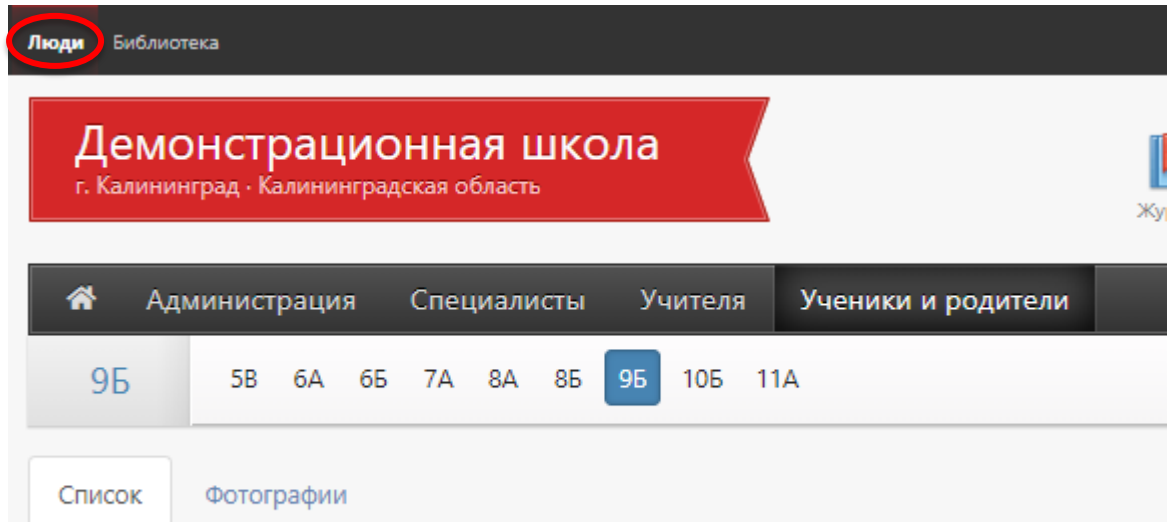 Люди Библиотека
Демонстрационная школа
г. Калининград · Калининградская область
Администрация Специалисты Учителя Ученики и родители
9Б 5В 6А 6Б 7А 8А 8Б 9Б 10Б 11А
Список Фотографии